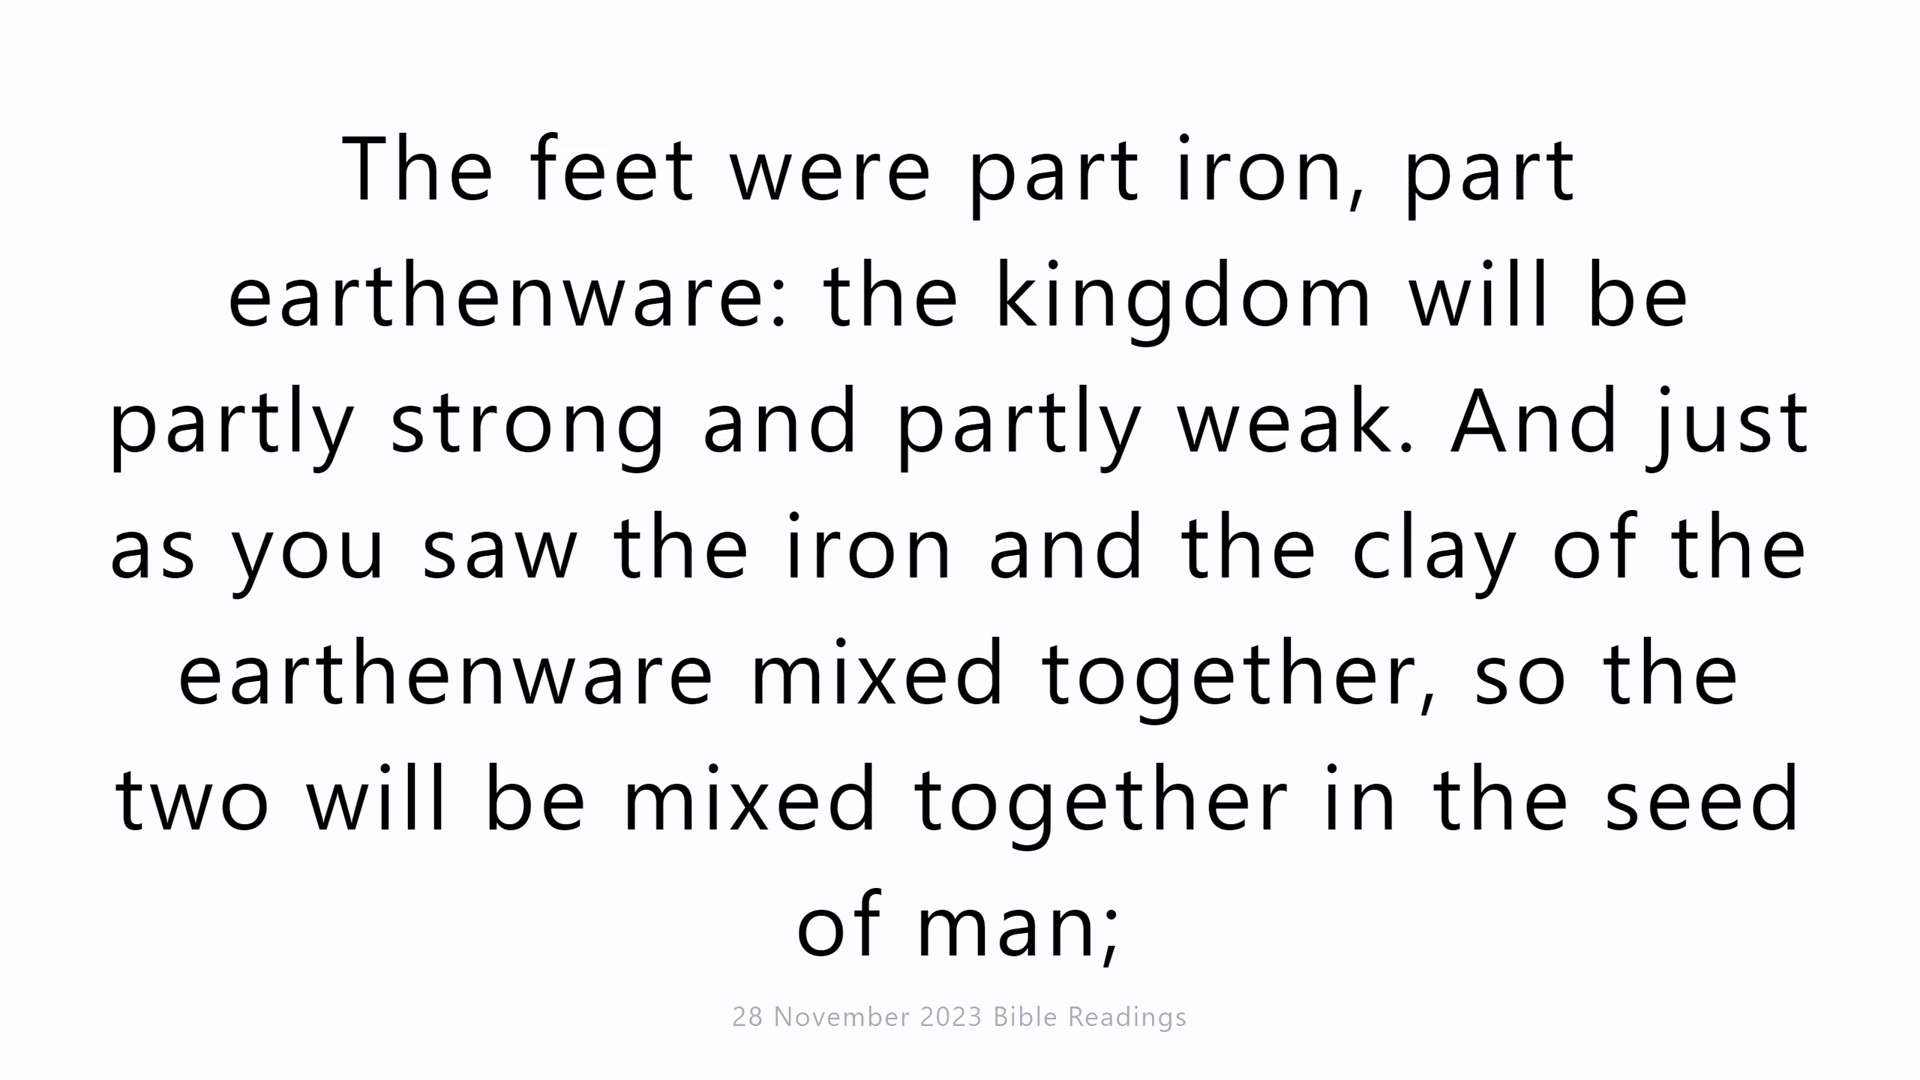 The feet were part iron, part
earthenware: the kingdom will be
partly strong and partly weak. And just
as you saw the iron and the clay of the
earthenware mixed together, so the
two will be mixed together in the seed
of man;
28 November 2023 Bible Readings